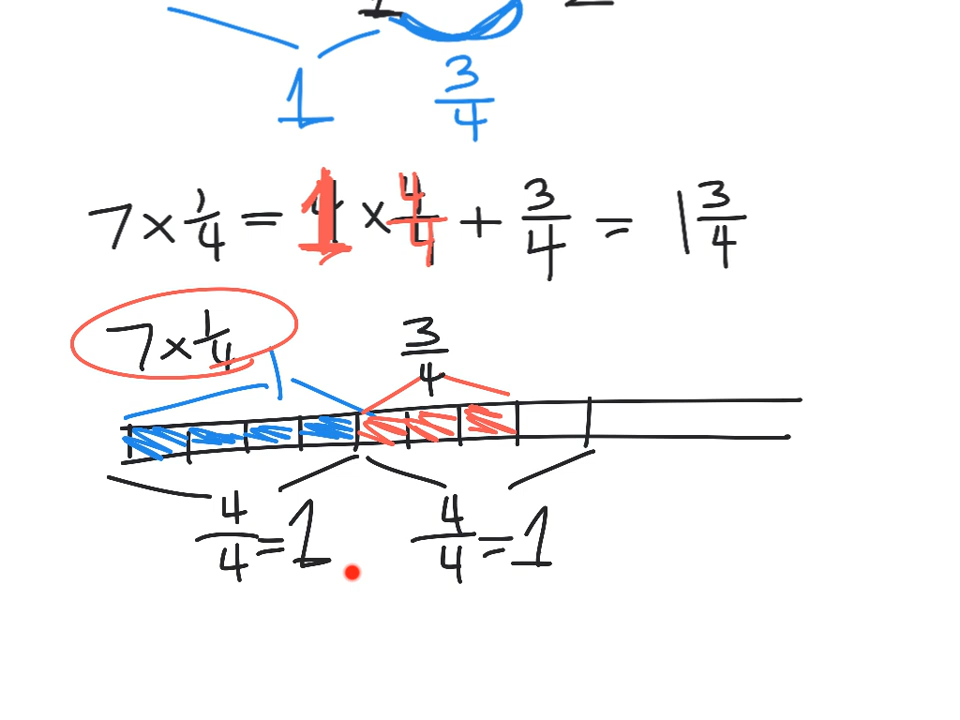 1 3/4
7 × 1/4 = 1 × 4/4 + 3/4 = 1 3/4
7 × 1/4 1 3/4
4/4 = 1 4/4 = 1